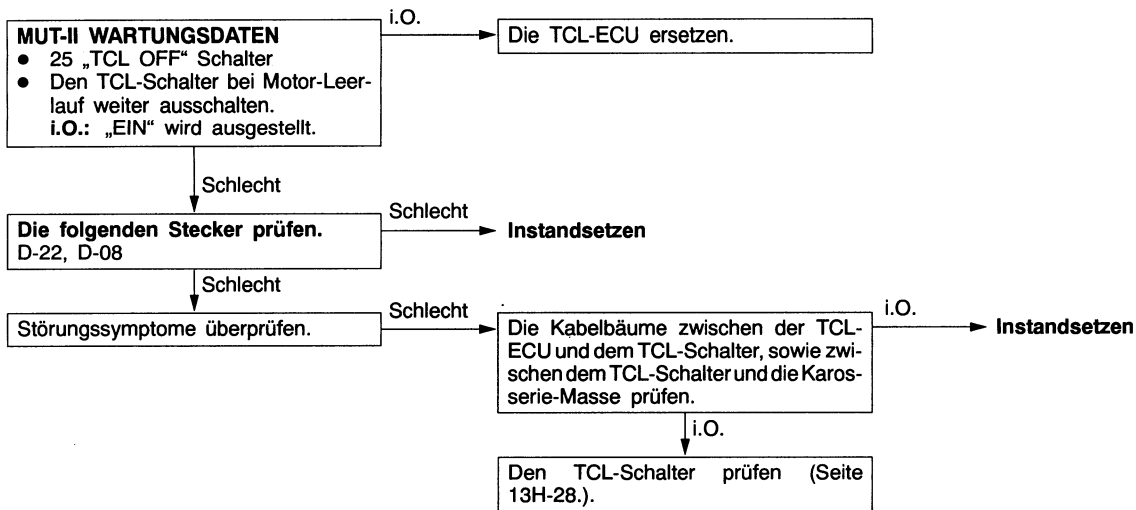 MUT-II WARTUNGSDATEN
● 25 „TCL OFF“ Schalter
● Den TCL-Schalter bei Motor-Leer-
lauf weiter ausschalten.
i.O.: „EIN“ wird ausgestellt.
i.O.
Die TCL-ECU ersetzen.
Schlecht
Die folgenden Stecker prüfen.
D-22, D-08
Schlecht
Instandsetzen
Schlecht
Störungssymptome überprüfen.
Schlecht
Die Kabelbäume zwischen der TCL-
ECU und dem TCL-Schalter, sowie zwi-
schen dem TCL-Schalter und die Karos-
serie-Masse prüfen.
i.O.
Instandsetzen
i.O.
Den TCL-Schalter prüfen (Seite
13H-28.).